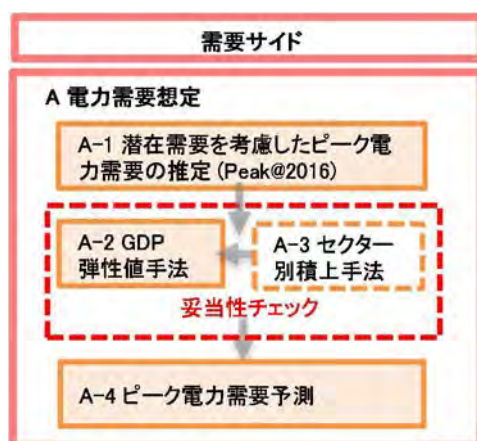 需要サイド
A 電力需要想定
A-1 潜在需要を考慮したピーク電
力需要の推定 (Peak@2016)
A-2 GDP
弾性値手法
A-3 セクター
別積上手法
妥当性チェック
A-4 ピーク電力需要予測